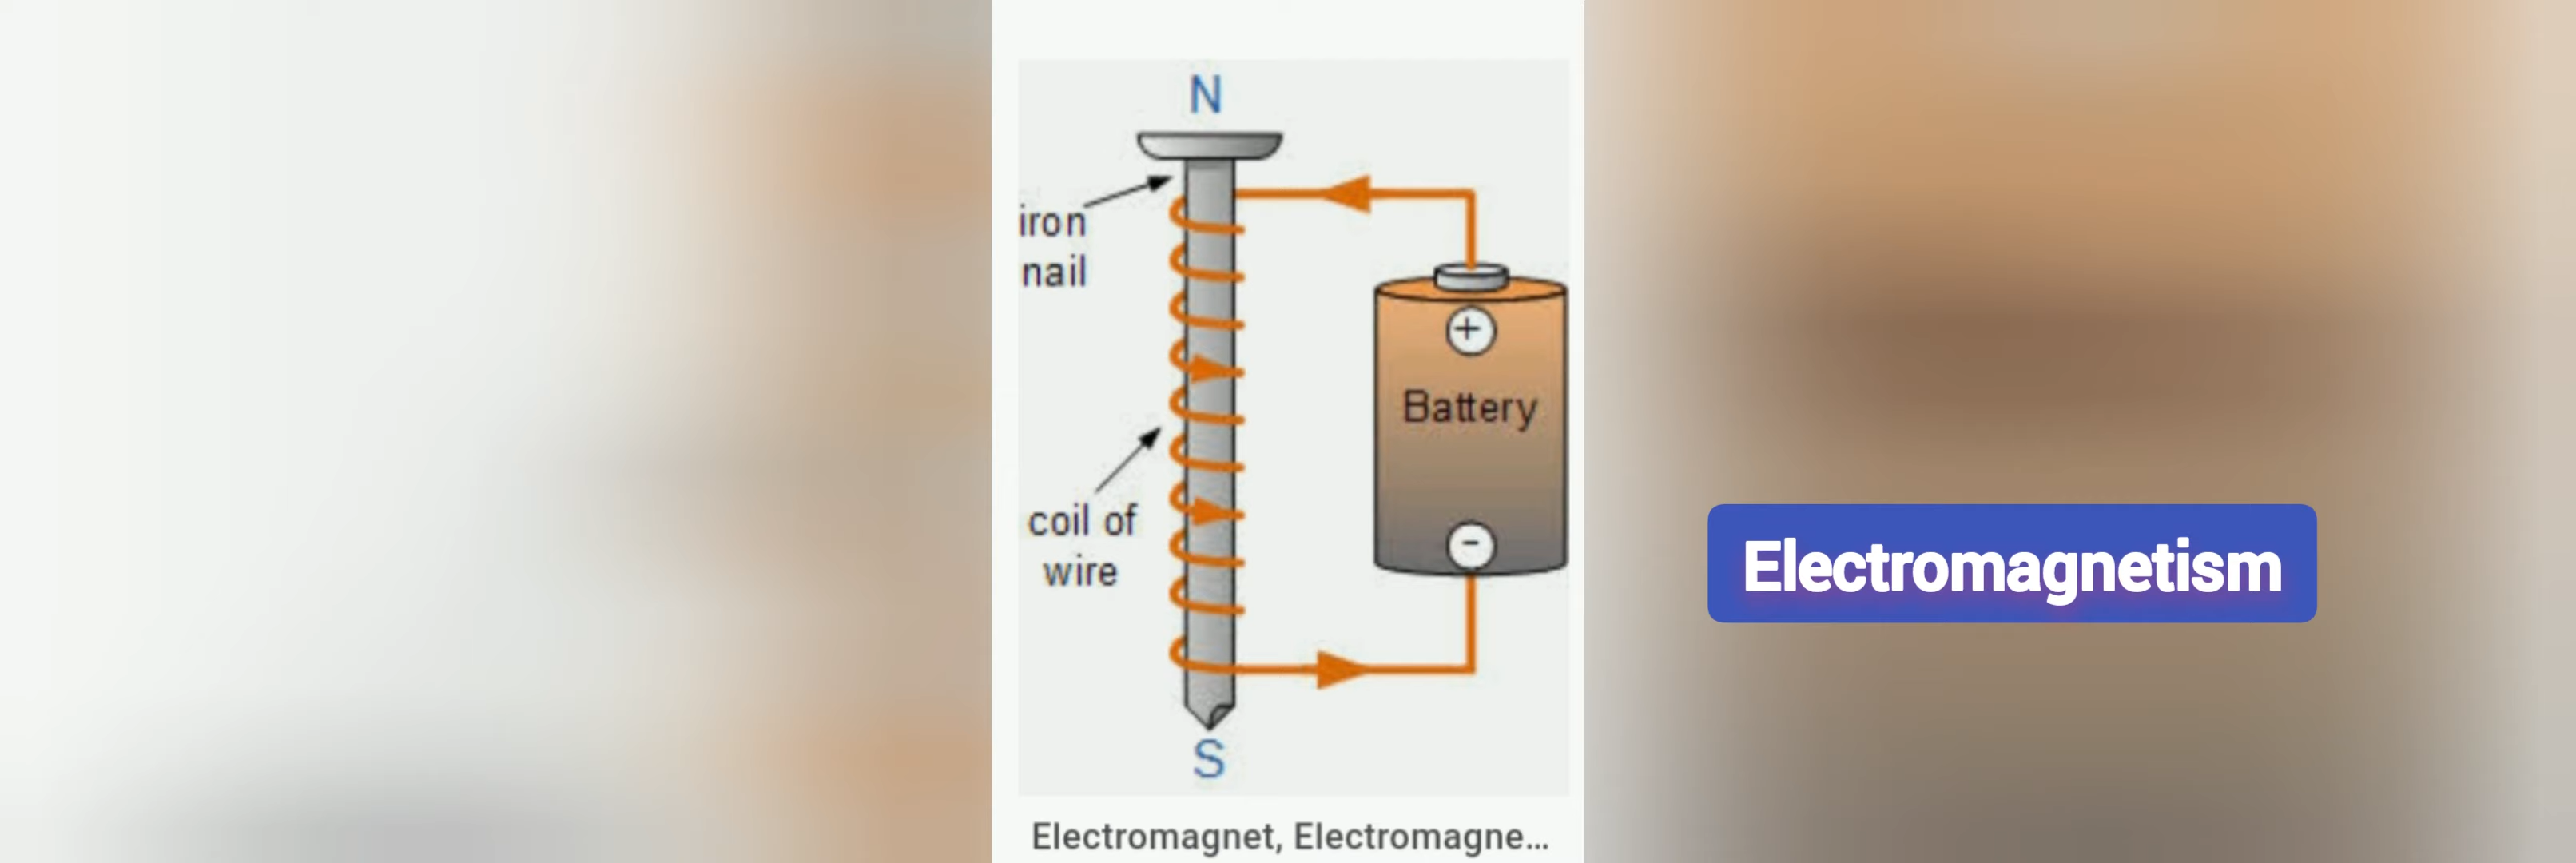 N
iron
nail
+
Battery
coil of
wire
-
Electromagnetism
S
Electromagnet, Electromagne...